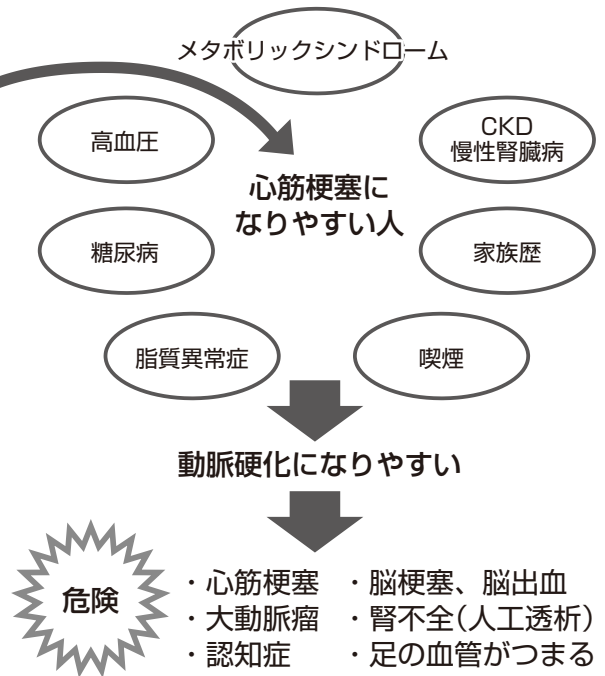 メタボリックシンドローム
高血圧
CKD
慢性腎臓病
心筋梗塞に
なりやすい人
糖尿病
家族歴
脂質異常症
喫煙
動脈硬化になりやすい
危険
・心筋梗塞 ・脳梗塞、脳出血
・大動脈瘤 ・腎不全(人工透析)
・認知症 ・足の血管がつまる